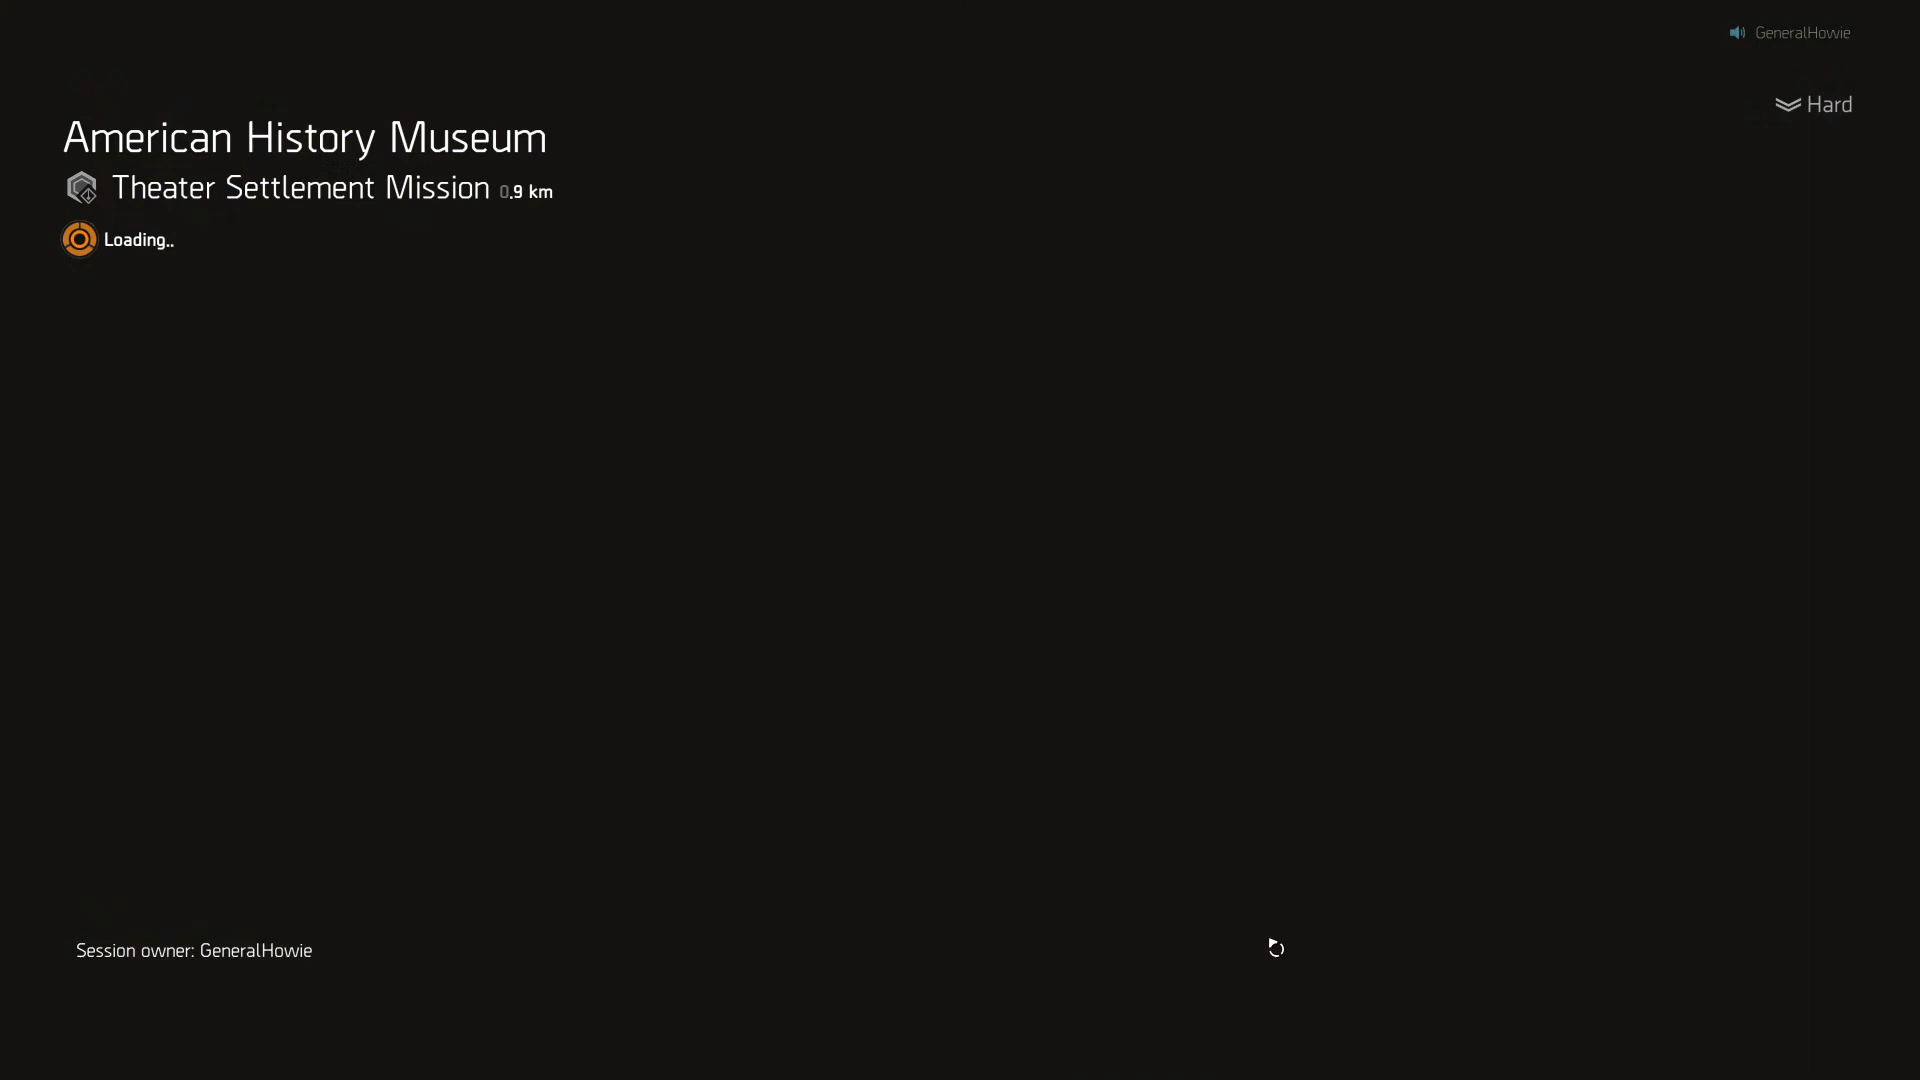 GeneralHowie
Hard
American History Museum
Theater Settlement Mission 0.9 km
Loading..
Session owner: GeneralHowie